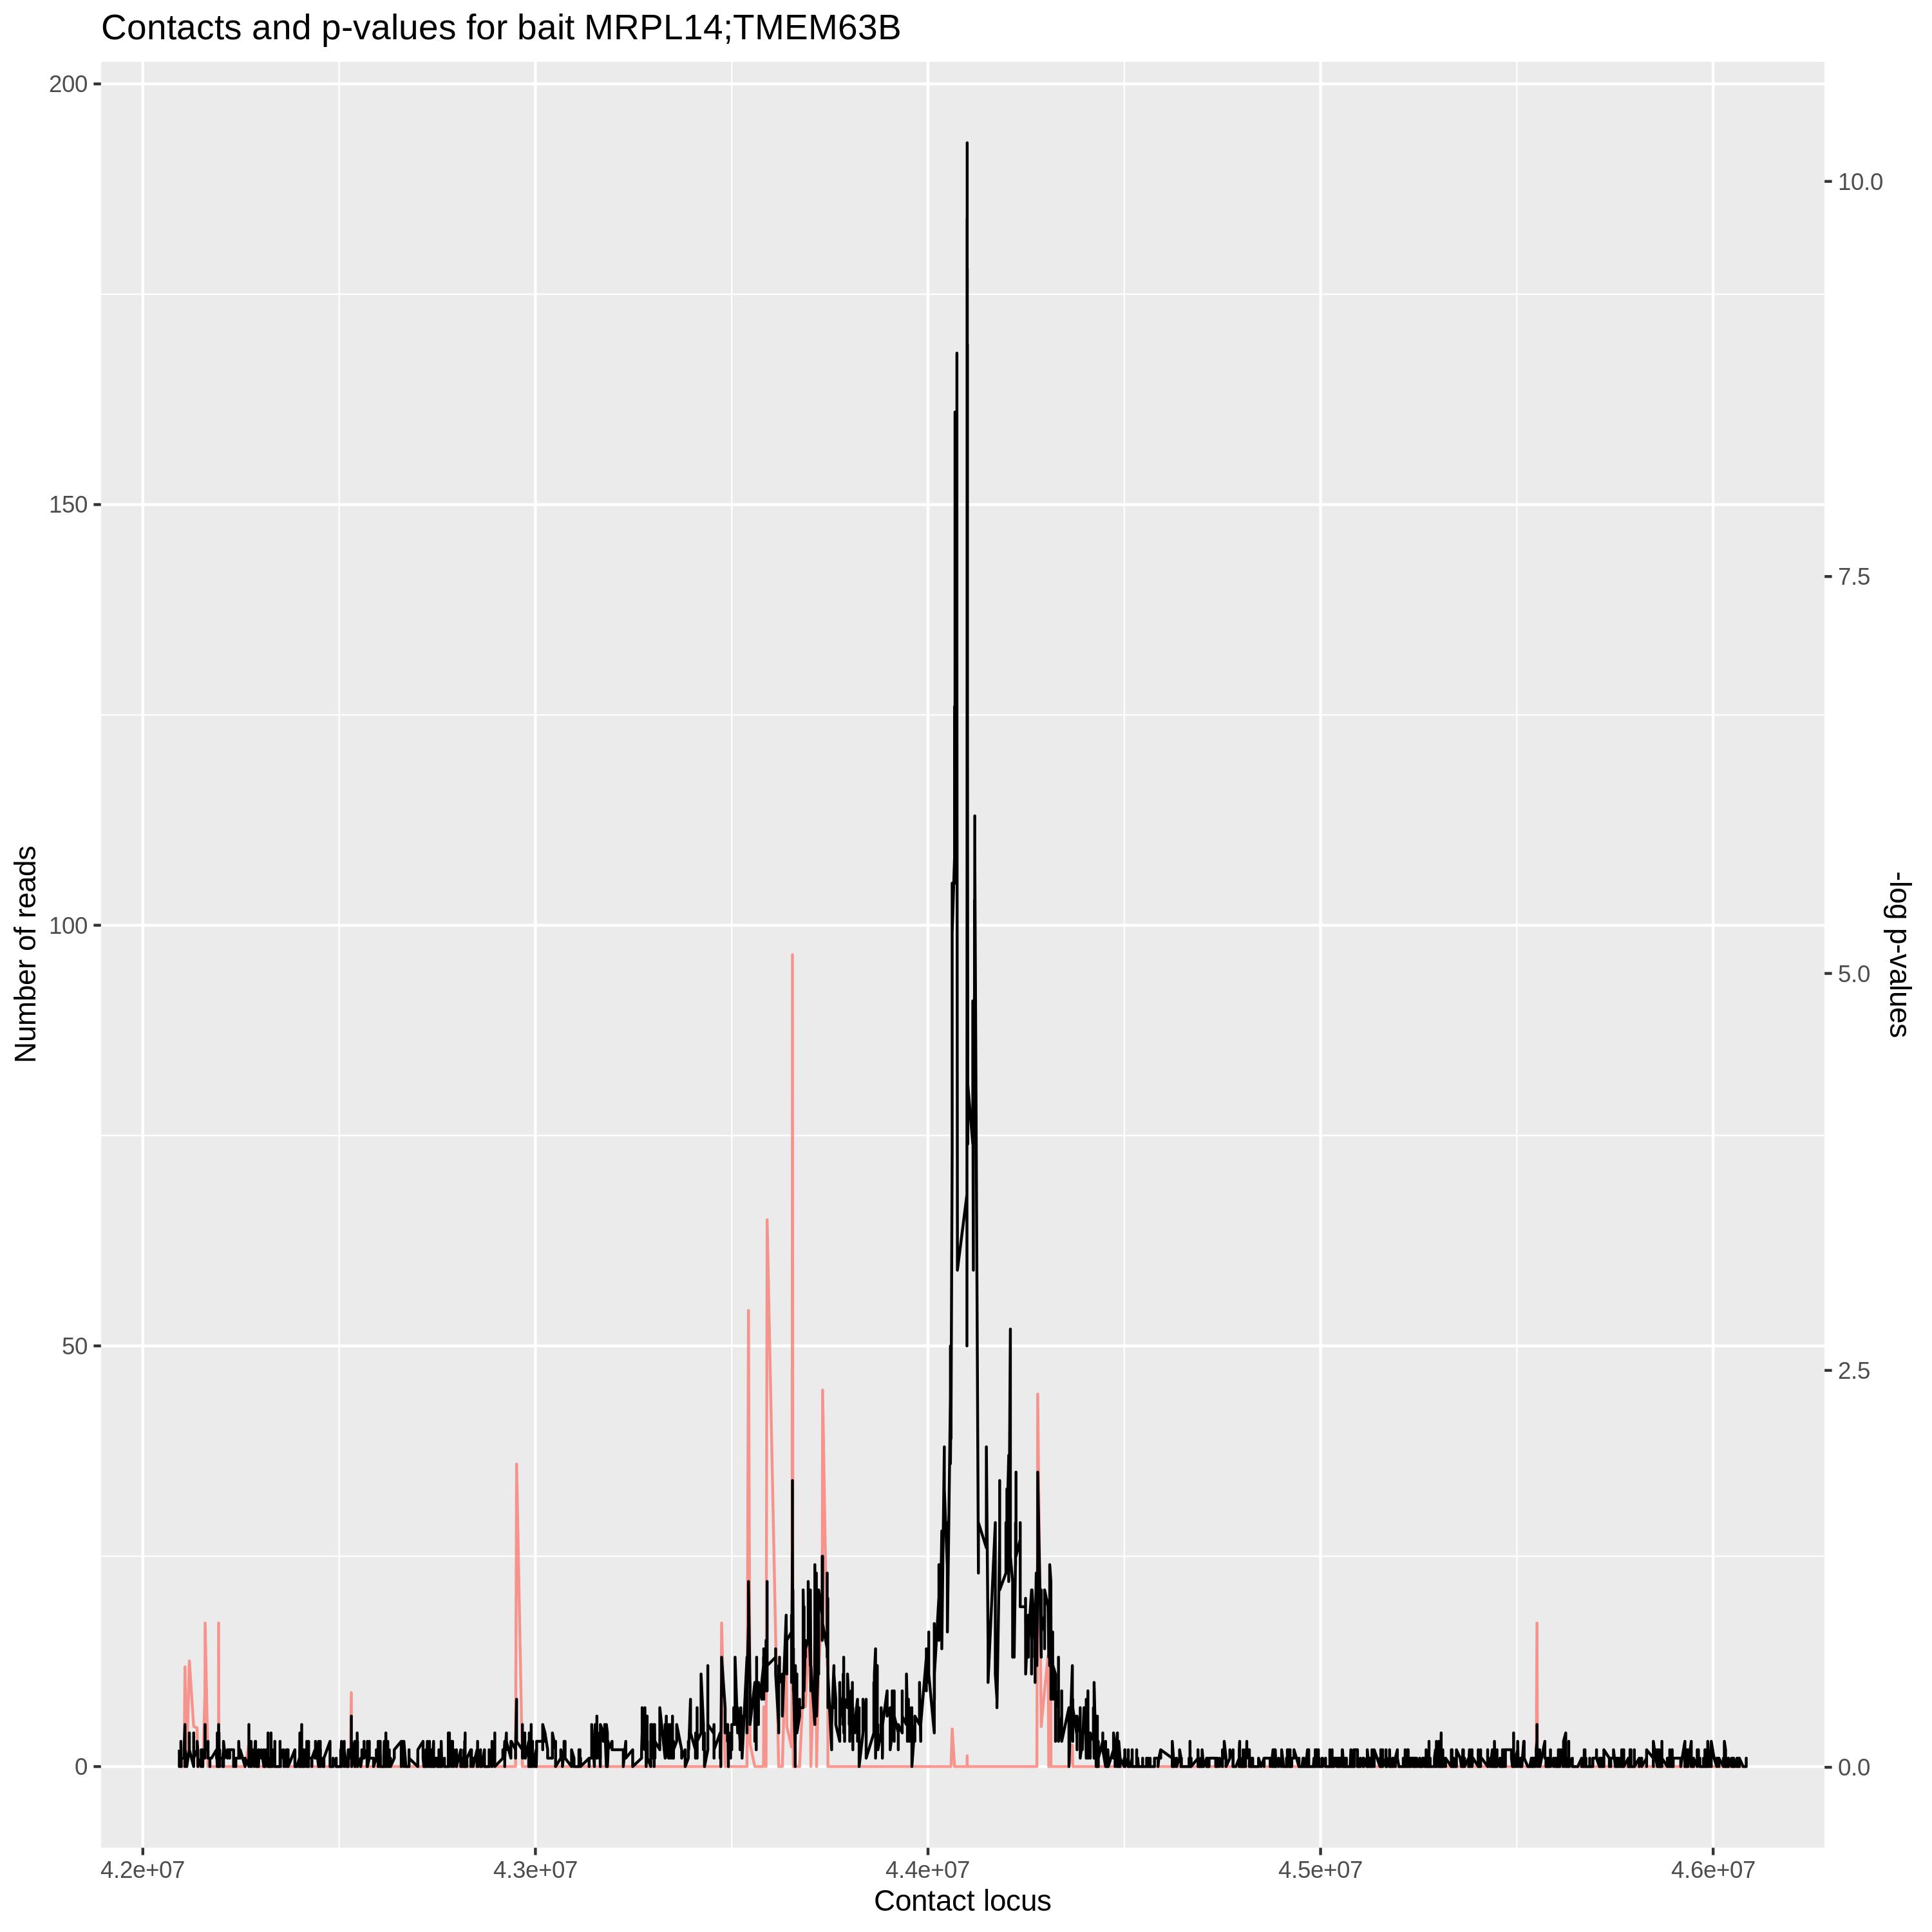 Contacts and p-values for bait MRPL14;TMEM63B
200
150
100
50
0
Number of reads
10.0
7.5
5.0
2.5
0.0
-log p-values
4.2e+07
4.3e+07
4.4e+07
4.5e+07
4.6e+07
Contact locus